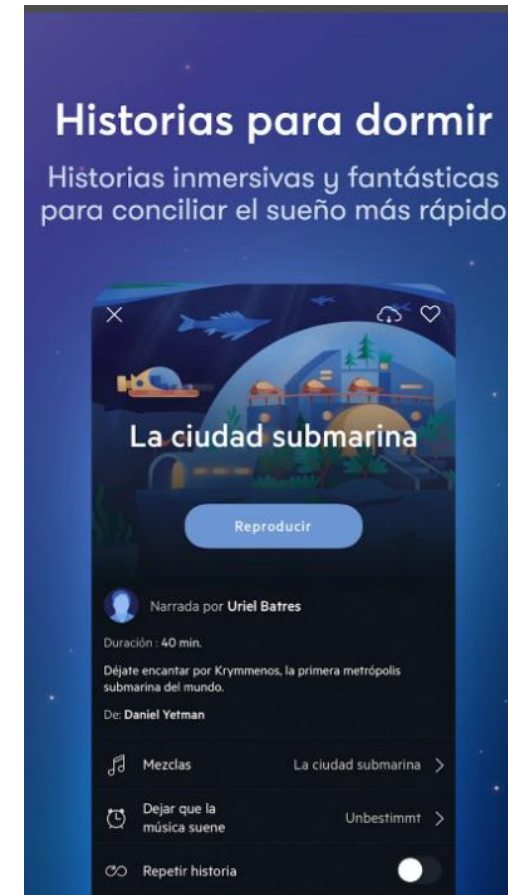 Historias para dormir
Historias inmersivas y fantásticas
para conciliar el sueño más rápido
La ciudad submarina
Reproducir
Narrada por Uriel Batres
Duración : 40 min.
Déjate encantar por Krymmenos, la primera metrópolis
submarina del mundo.
De: Daniel Yetman
Mezclas La ciudad submarina
Dejar que la
música suene Unbestimmt
Repetir historia